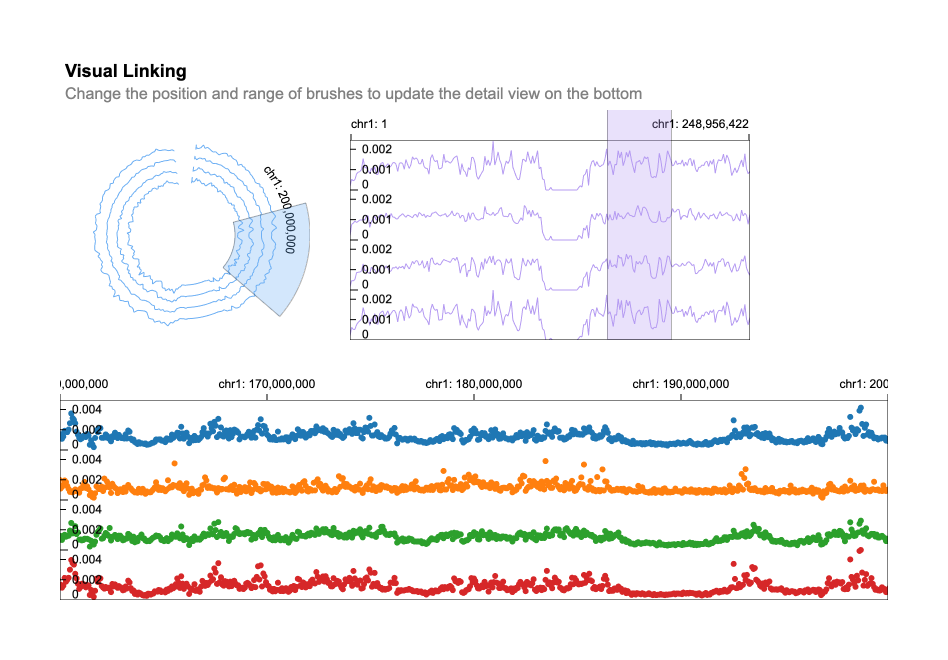 Visual Linking
Change the position and range of brushes to update the detail view on the bottom
chr1: 200,000,000
chr1: 1
chr1: 248,956,422
0.002
0.001
0
0.002
0.001
0
0.002
0.001
0
0.002
0.001
0
0,000,000
chr1: 170,000,000
chr1: 180,000,000
chr1: 190,000,000
chr1: 200
0.004
0.002
0
0.004
0.002
0
0.004
0.002
0
0.004
0.002
0